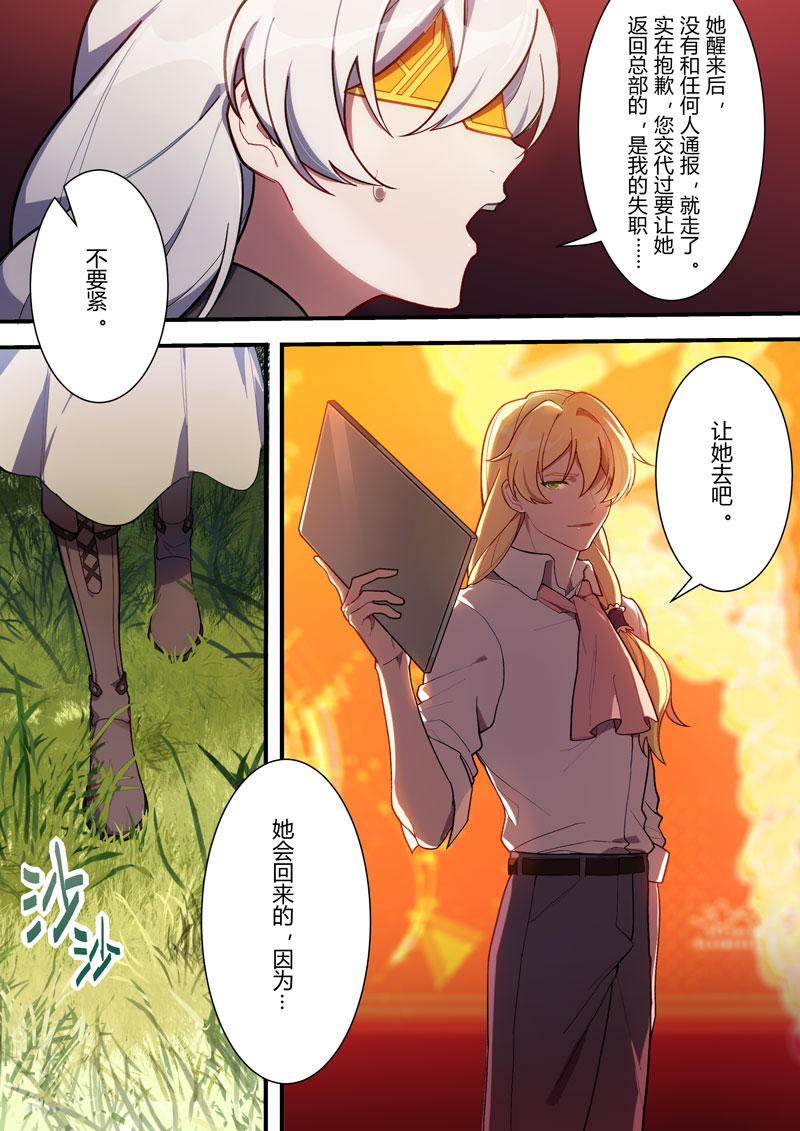 她醒来后，
没有和任何人通报，就走了。
实在抱歉，您交代过要让她
返回总部的，是我的失职……
不要紧。
让她去吧。
她会回来的，因为…
沙沙